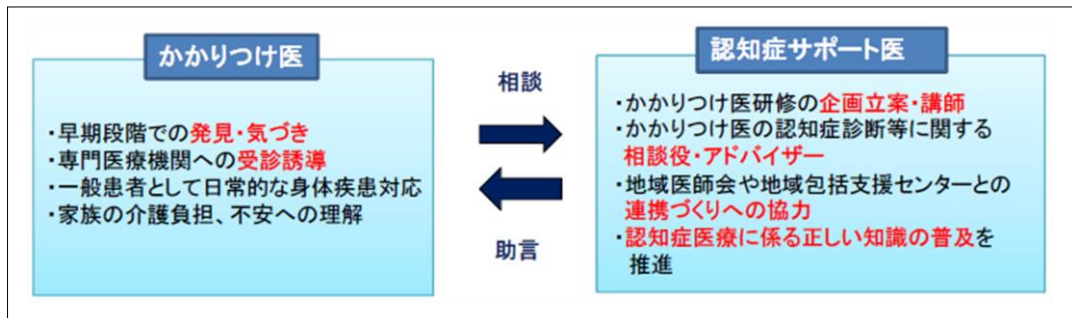 かかりつけ医
・早期段階での発見・気づき
・専門医療機関への受診誘導
・一般患者として日常的な身体疾患対応
・家族の介護負担、不安への理解
相談
助言
認知症サポート医
・かかりつけ医研修の企画立案・講師
・かかりつけ医の認知症診断等に関する
相談役・アドバイザー
・地域医師会や地域包括支援センターとの
連携づくりへの協力
・認知症医療に係る正しい知識の普及を
推進